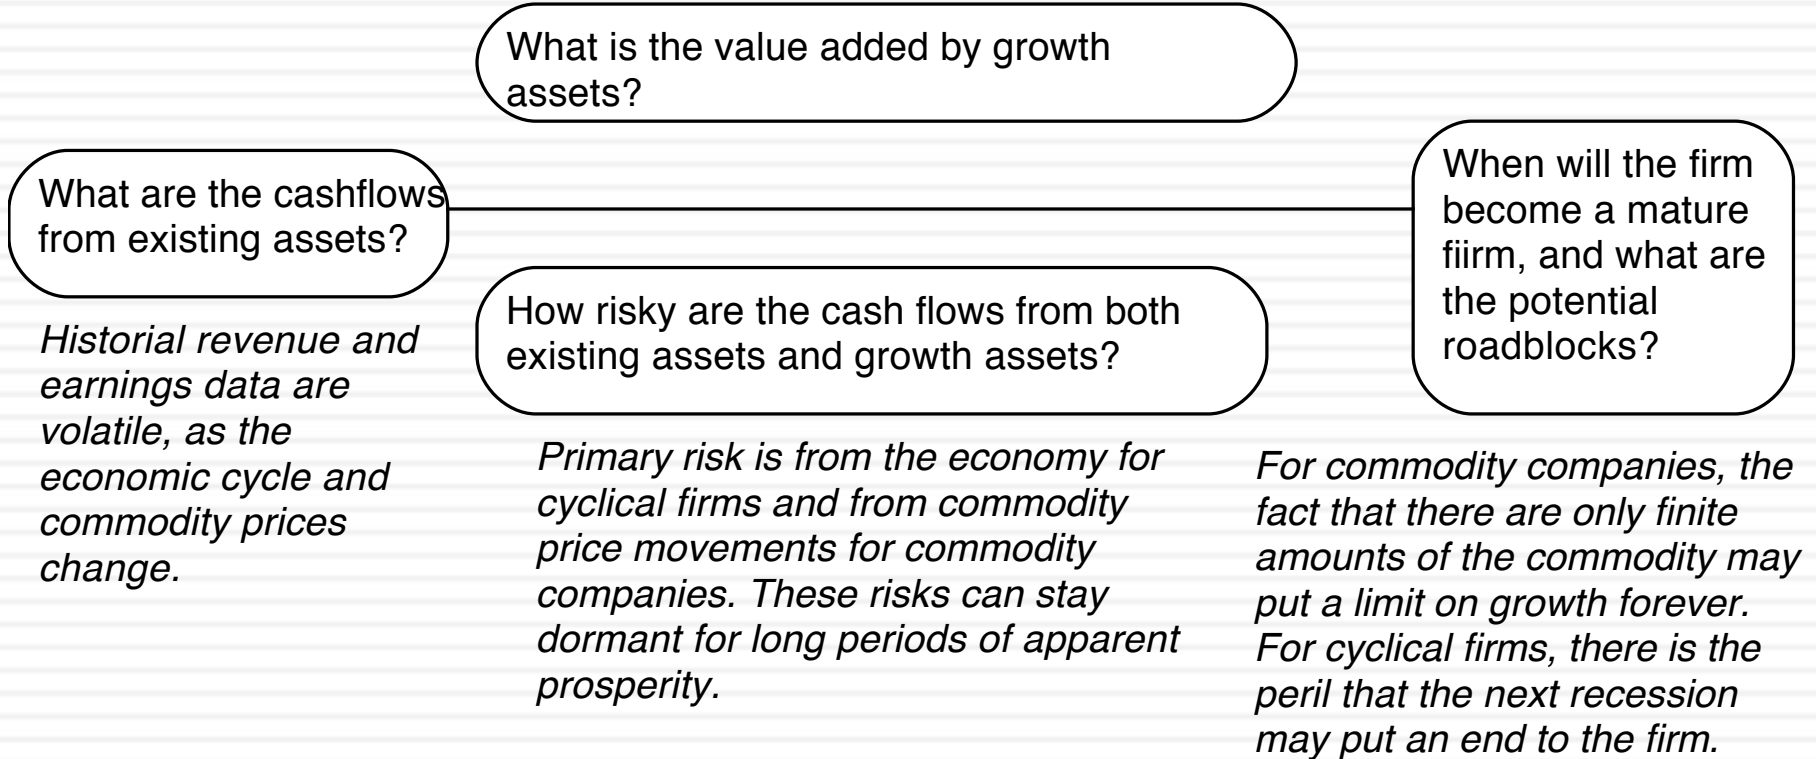 What is the value added by growth
assets?
What are the cashflows
from existing assets?
When will the firm
become a mature
fiirm, and what are
the potential
roadblocks?
How risky are the cash flows from both
existing assets and growth assets?
Historial revenue and
earnings data are
volatile, as the
economic cycle and
commodity prices
change.
Primary risk is from the economy for
cyclical firms and from commodity
price movements for commodity
companies. These risks can stay
dormant for long periods of apparent
prosperity.
For commodity companies, the
fact that there are only finite
amounts of the commodity may
put a limit on growth forever.
For cyclical firms, there is the
peril that the next recession
may put an end to the firm.